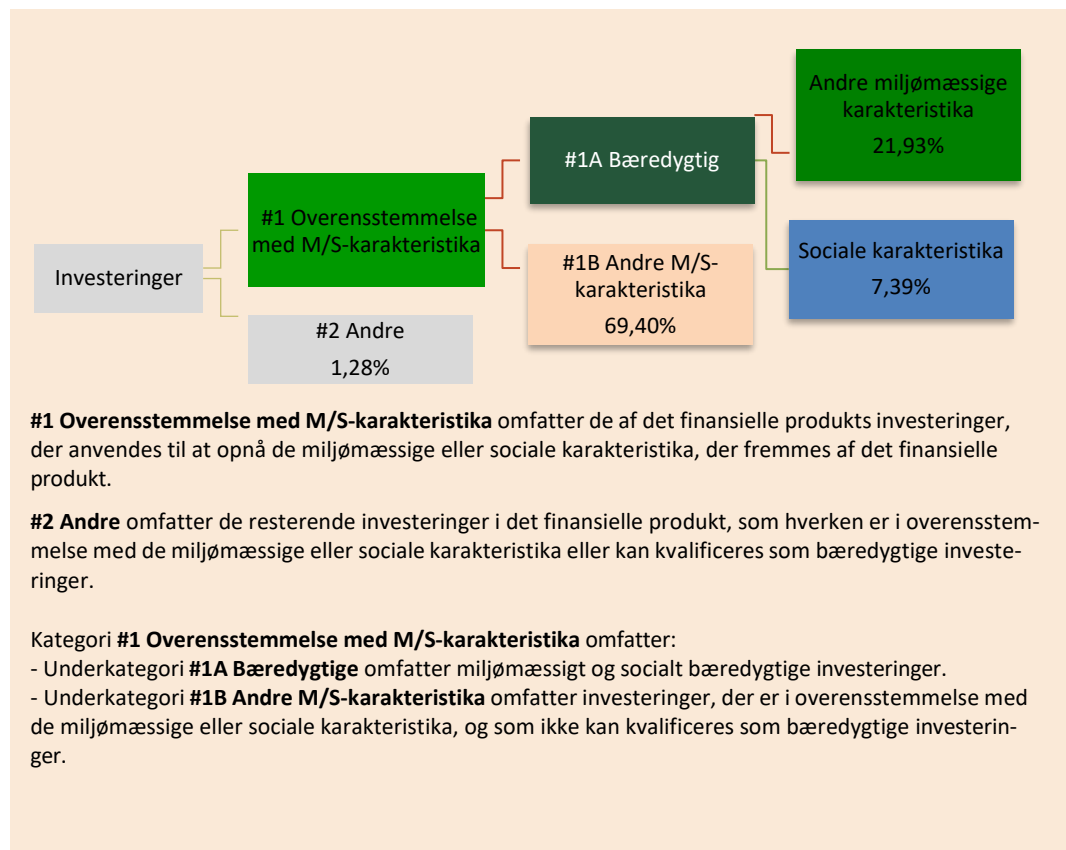 Andre miljømæssige
karakteristika
21,93%
#1A Bæredygtig
#1 Overensstemmelse
med M/S-karakteristika
Sociale karakteristika
7,39%
Investeringer
#1B Andre M/S-
karakteristika
69,40%
#2 Andre
1,28%
#1 Overensstemmelse med M/S-karakteristika omfatter de af det finansielle produkts investeringer,
der anvendes til at opnå de miljømæssige eller sociale karakteristika, der fremmes af det finansielle
produkt.
#2 Andre omfatter de resterende investeringer i det finansielle produkt, som hverken er i overensstem-
melse med de miljømæssige eller sociale karakteristika eller kan kvalificeres som bæredygtige investe-
ringer.
Kategori #1 Overensstemmelse med M/S-karakteristika omfatter:
- Underkategori #1A Bæredygtige omfatter miljømæssigt og socialt bæredygtige investeringer.
- Underkategori #1B Andre M/S-karakteristika omfatter investeringer, der er i overensstemmelse med
de miljømæssige eller sociale karakteristika, og som ikke kan kvalificeres som bæredygtige investerin-
ger.